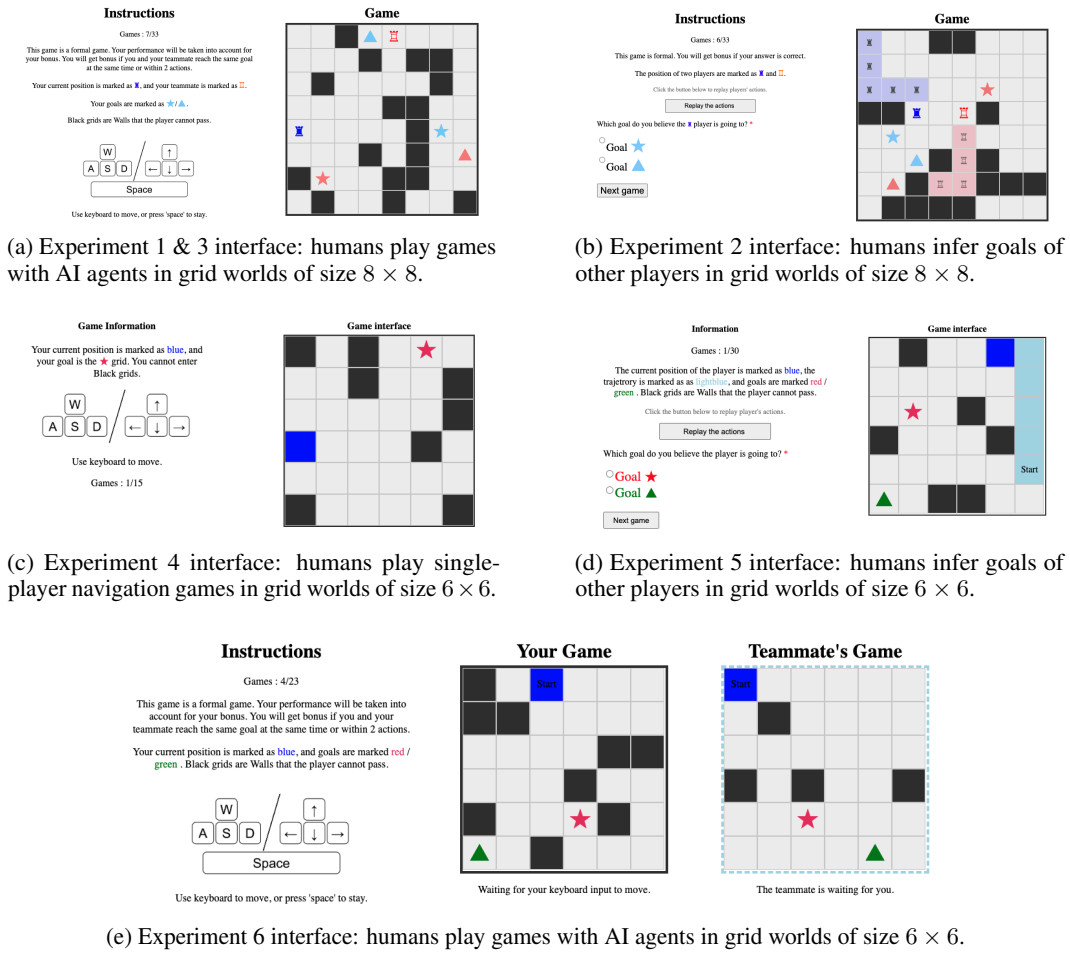 Instructions
Games : 7/33
This game is a formal game. Your performance will be taken into account for
your bonus. You will get bonus if you and your teammate reach the same goal
at the same time or within 2 actions.
Your current position is marked as ♜, and your teammate is marked as ♖.
Your goals are marked as ★/▲.
Black grids are Walls that the player cannot pass.
W
A S D
↑
← ↓ →
Space
Use keyboard to move, or press 'space' to stay.
Game
(a) Experiment 1 & 3 interface: humans play games
with AI agents in grid worlds of size 8 × 8.
Instructions
Games : 6/33
This game is formal. You will get bonus if your answer is correct.
The position of two players are marked as ♜ and ♖.
Click the button below to replay players' actions.
Replay the actions
Which goal do you believe the ♜ player is going to? *
Goal ★
Goal ▲
Next game
Game
(b) Experiment 2 interface: humans infer goals of
other players in grid worlds of size 8 × 8.
Game Information
Your current position is marked as blue, and
your goal is the ★ grid. You cannot enter
Black grids.
W
A S D
↑
← ↓ →
Use keyboard to move.
Games : 1/15
Game interface
(c) Experiment 4 interface: humans play single-
player navigation games in grid worlds of size 6 × 6.
Information
Games : 1/30
The current position of the player is marked as blue, the
trajetrory is marked as as lightblue, and goals are marked red /
green . Black grids are Walls that the player cannot pass.
Click the button below to replay player's actions.
Replay the actions
Which goal do you believe the player is going to? *
Goal ★
Goal ▲
Next game
Game interface
Start
(d) Experiment 5 interface: humans infer goals of
other players in grid worlds of size 6 × 6.
Instructions
Games : 4/23
This game is a formal game. Your performance will be taken into
account for your bonus. You will get bonus if you and your
teammate reach the same goal at the same time or within 2 actions.
Your current position is marked as blue, and goals are marked red /
green . Black grids are Walls that the player cannot pass.
W
A S D
↑
← ↓ →
Space
Use keyboard to move, or press 'space' to stay.
Your Game
Start
Waiting for your keyboard input to move.
Teammate's Game
Start
The teammate is waiting for you.
(e) Experiment 6 interface: humans play games with AI agents in grid worlds of size 6 × 6.